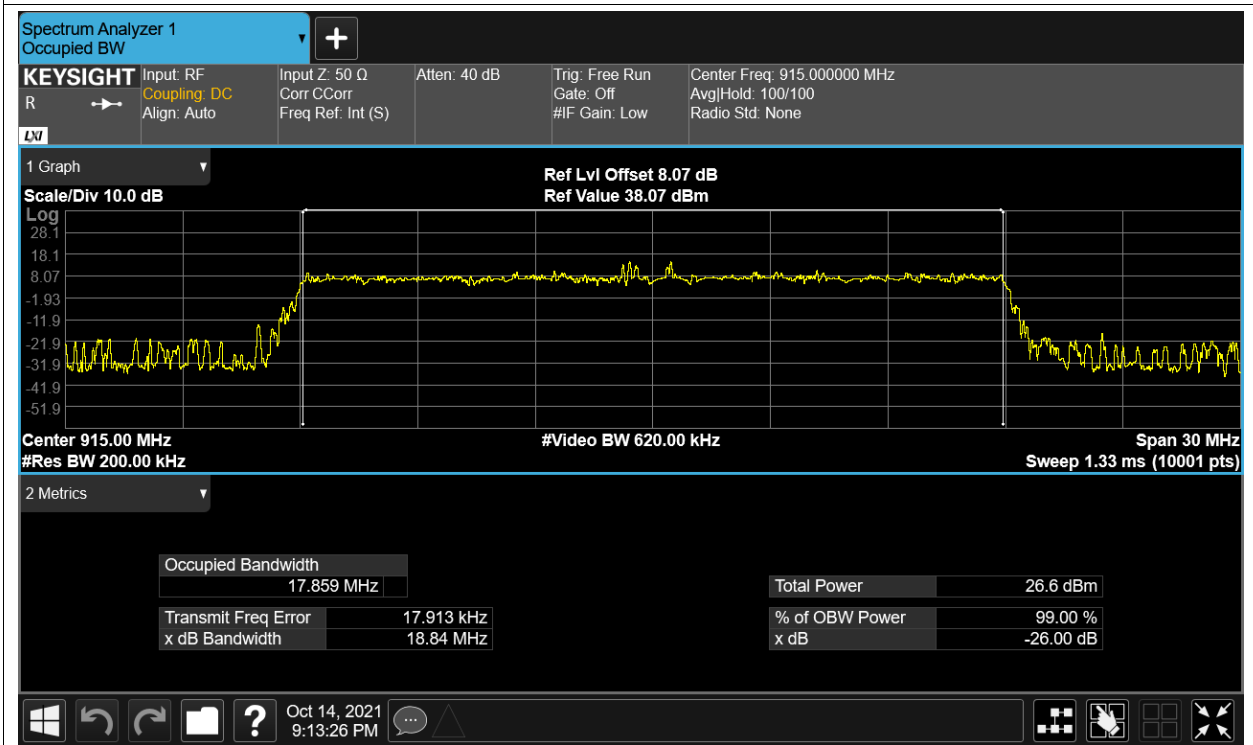 Spectrum Analyzer 1
Occupied BW
KEYSIGHT
R
LXI
Input: RF
Coupling: DC
Align: Auto
Input Z: 50 Ω
Corr CCorr
Freq Ref: Int (S)
Atten: 40 dB
Trig: Free Run
Gate: Off
#IF Gain: Low
Center Freq: 915.000000 MHz
Avg|Hold: 100/100
Radio Std: None
1 Graph
Ref Lvl Offset 8.07 dB
Scale/Div 10.0 dB
Ref Value 38.07 dBm
Log
28.1
18.1
8.07
-1.93
-11.9
-21.9
-31.9
-41.9
-51.9
Center 915.00 MHz
#Video BW 620.00 kHz
Span 30 MHz
#Res BW 200.00 kHz
Sweep 1.33 ms (10001 pts)
2 Metrics
Occupied Bandwidth
17.859 MHz
Total Power 26.6 dBm
Transmit Freq Error 17.913 kHz
% of OBW Power 99.00 %
x dB Bandwidth 18.84 MHz
x dB -26.00 dB
?
Oct 14, 2021
9:13:26 PM